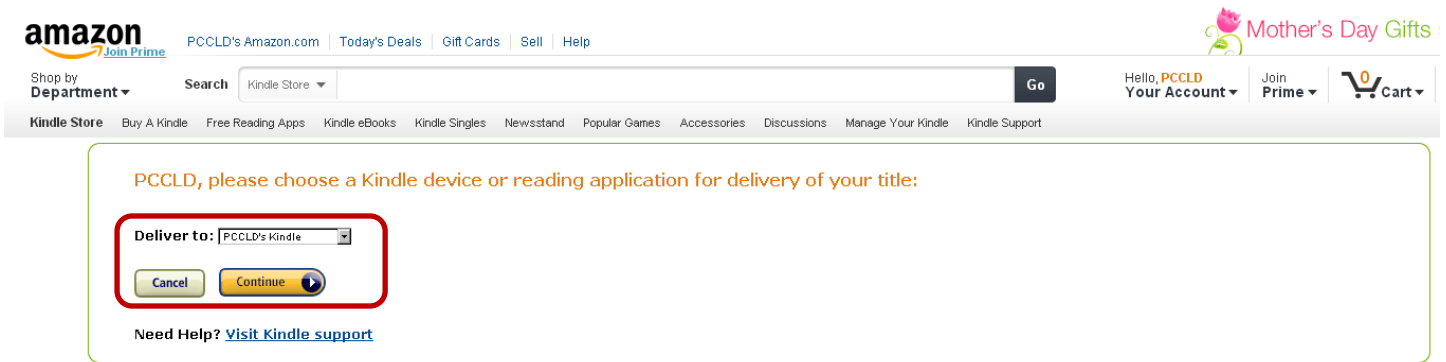 amazon
Join Prime
PCCLD's Amazon.com | Today's Deals | Gift Cards | Sell | Help
Mother's Day Gifts
Shop by
Department
Search Kindle Store Go
Hello, PCCLD
Your Account
Join
Prime
0
Cart
Kindle Store Buy A Kindle Free Reading Apps Kindle eBooks Kindle Singles Newsstand Popular Games Accessories Discussions Manage Your Kindle Kindle Support
PCCLD, please choose a Kindle device or reading application for delivery of your title:
Deliver to: PCCLD's Kindle
Cancel Continue
Need Help? Visit Kindle support